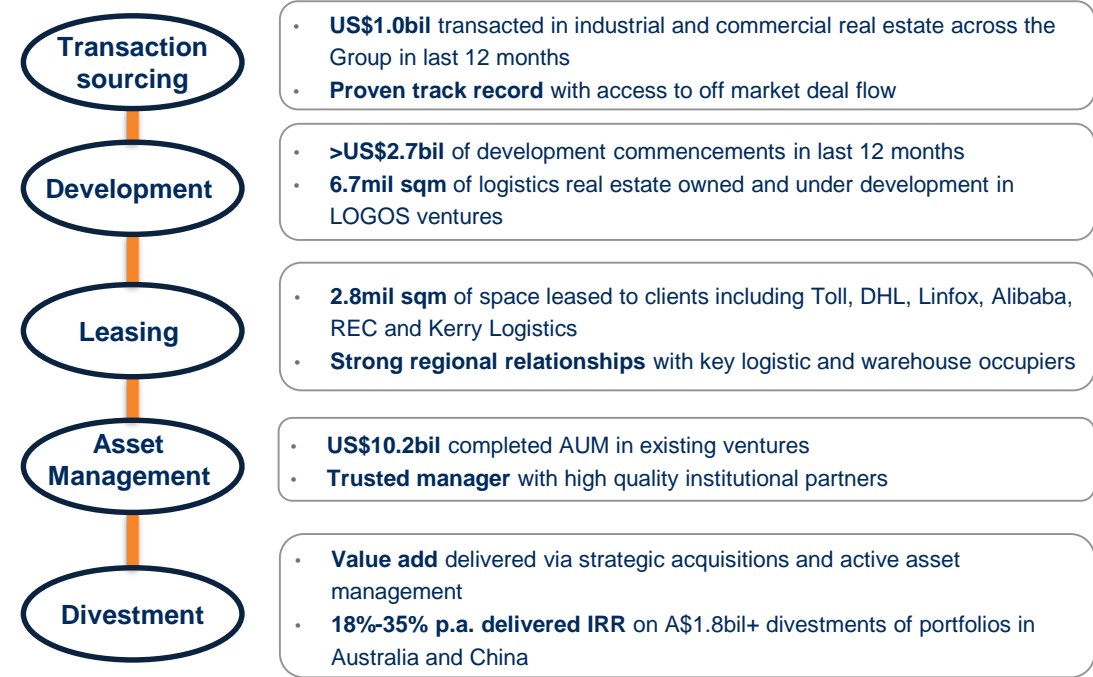 Transaction
sourcing
• US$1.0bil transacted in industrial and commercial real estate across the
Group in last 12 months
• Proven track record with access to off market deal flow
Development
• >US$2.7bil of development commencements in last 12 months
• 6.7mil sqm of logistics real estate owned and under development in
LOGOS ventures
Leasing
• 2.8mil sqm of space leased to clients including Toll, DHL, Linfox, Alibaba,
REC and Kerry Logistics
• Strong regional relationships with key logistic and warehouse occupiers
Asset
Management
• US$10.2bil completed AUM in existing ventures
• Trusted manager with high quality institutional partners
Divestment
• Value add delivered via strategic acquisitions and active asset
management
• 18%-35% p.a. delivered IRR on A$1.8bil+ divestments of portfolios in
Australia and China